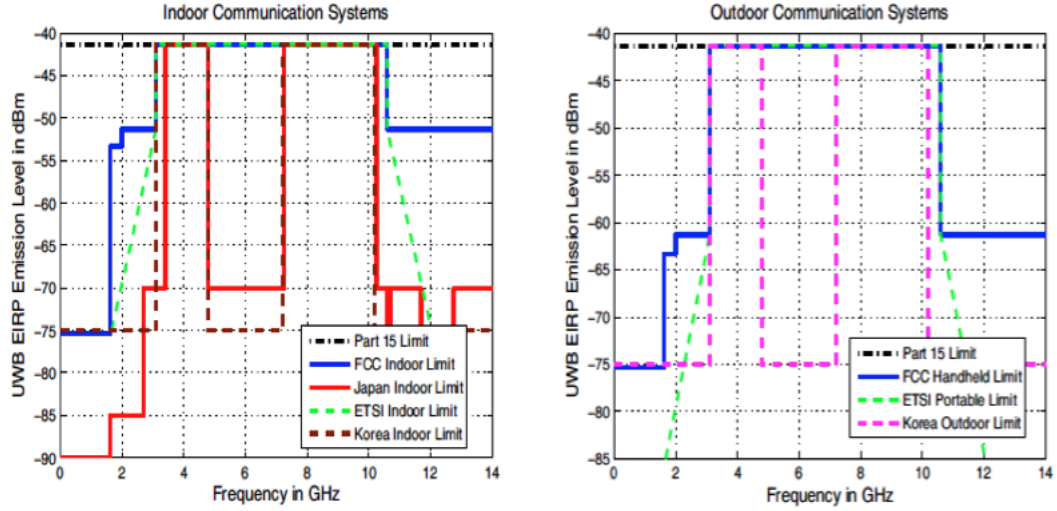 Indoor Communication Systems
UWB EIRP Emission Level in dBm
−40
−45
−50
−55
−60
−65
−70
−75
−80
−85
−90
0 2 4 6 8 10 12 14
Frequency in GHz
Part 15 Limit
FCC Indoor Limit
Japan Indoor Limit
ETSI Indoor Limit
Korea Indoor Limit
Outdoor Communication Systems
UWB EIRP Emission Level in dBm
−40
−45
−50
−55
−60
−65
−70
−75
−80
−85
0 2 4 6 8 10 12 14
Frequency in GHz
Part 15 Limit
FCC Handheld Limit
ETSI Portable Limit
Korea Outdoor Limit